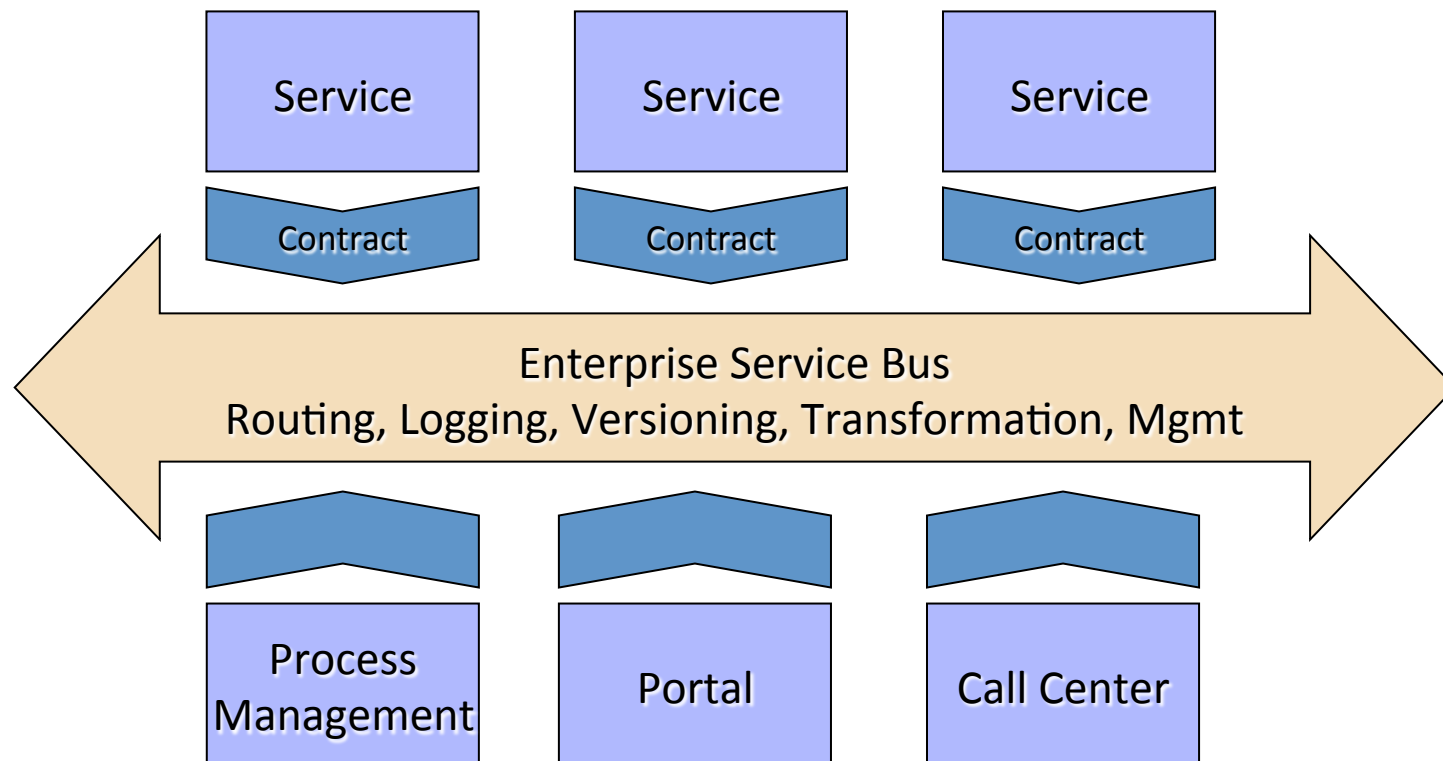 Service
Service
Service
Contract
Contract
Contract
Enterprise Service Bus
Routing, Logging, Versioning, Transformation, Mgmt
Process
Management
Portal
Call Center